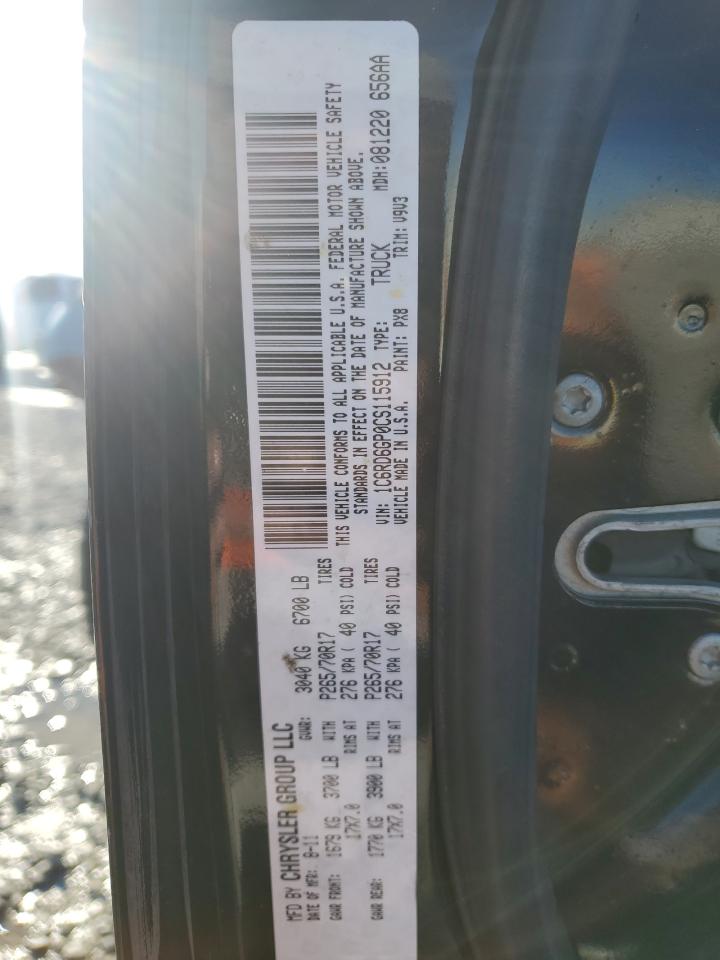 MFD BY CHRYSLER GROUP LLC
DATE OF MFR: 8-11 GVWR: 3040 KG 6700 LB
GAWR FRONT: 1679 KG 3700 LB WITH P265/70R17 TIRES
17X7.0 RIMS AT 276 KPA ( 40 PSI) COLD
GAWR REAR: 1770 KG 3900 LB WITH P265/70R17 TIRES
17X7.0 RIMS AT 276 KPA ( 40 PSI) COLD
THIS VEHICLE CONFORMS TO ALL APPLICABLE U.S.A. FEDERAL MOTOR VEHICLE SAFETY
STANDARDS IN EFFECT ON THE DATE OF MANUFACTURE SHOWN ABOVE.
VIN: 1C6RD6GP0CS115912 TYPE: TRUCK MDH:081220 656AA
VEHICLE MADE IN U.S.A. PAINT: PX8 TRIM: V9V3